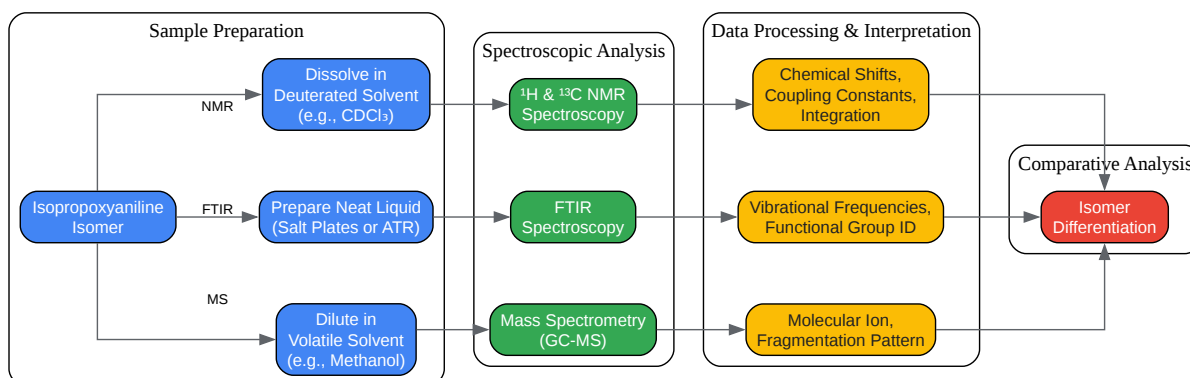 Sample Preparation
Spectroscopic Analysis
Data Processing & Interpretation
Comparative Analysis
Isopropoxyaniline
Isomer
NMR
Dissolve in
Deuterated Solvent
(e.g., CDCl₃)
¹H & ¹³C NMR
Spectroscopy
Chemical Shifts,
Coupling Constants,
Integration
FTIR
Prepare Neat Liquid
(Salt Plates or ATR)
FTIR
Spectroscopy
Vibrational Frequencies,
Functional Group ID
Isomer
Differentiation
MS
Dilute in
Volatile Solvent
(e.g., Methanol)
Mass Spectrometry
(GC-MS)
Molecular Ion,
Fragmentation Pattern